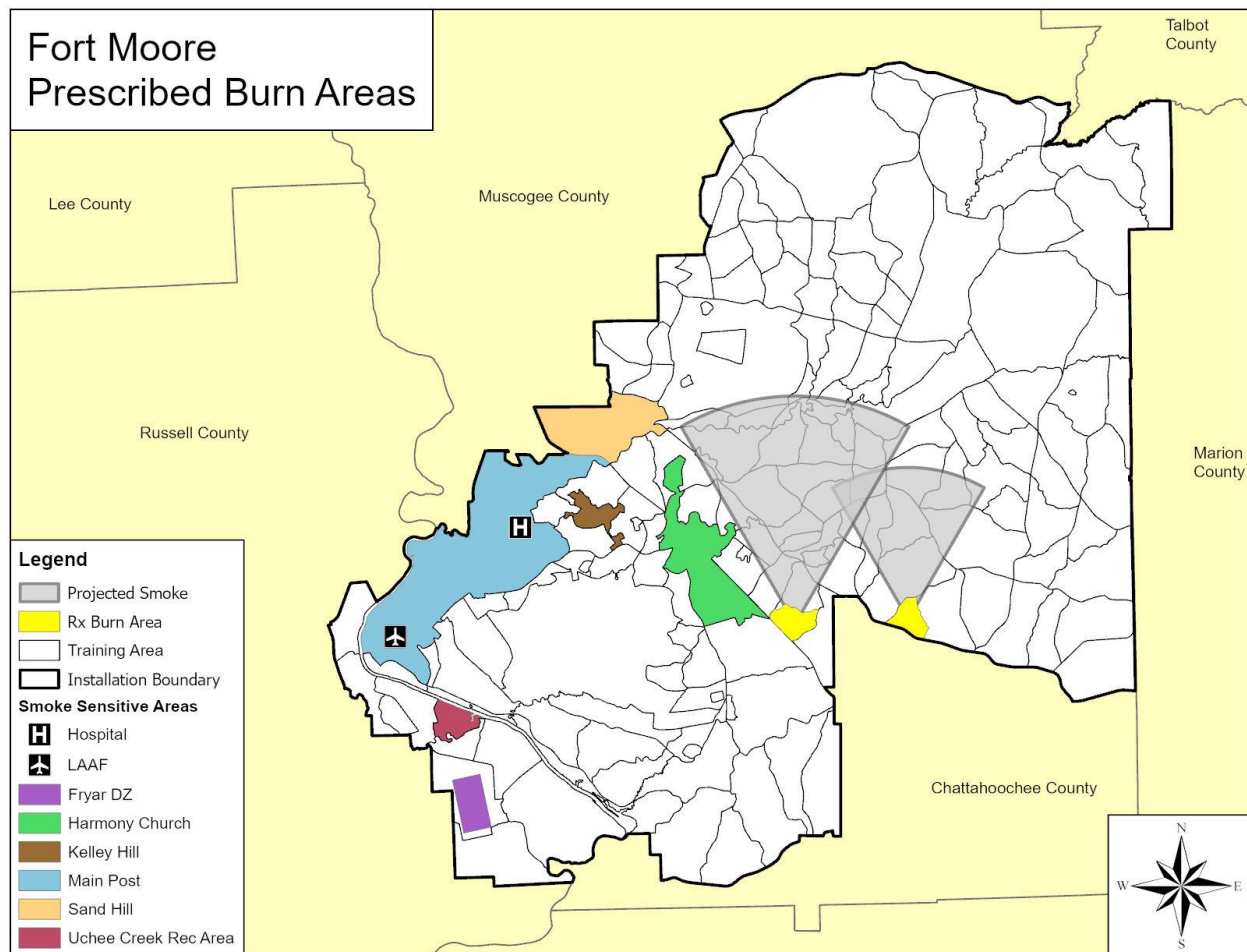 Fort Moore
Prescribed Burn Areas
Talbot
County
Lee County
Muscogee County
Russell County
Marion
County
Chattahoochee County
Legend
Projected Smoke
Rx Burn Area
Training Area
Installation Boundary
Smoke Sensitive Areas
H Hospital
LAAF
Fryar DZ
Harmony Church
Kelley Hill
Main Post
Sand Hill
Uchee Creek Rec Area
H
N
W E
S